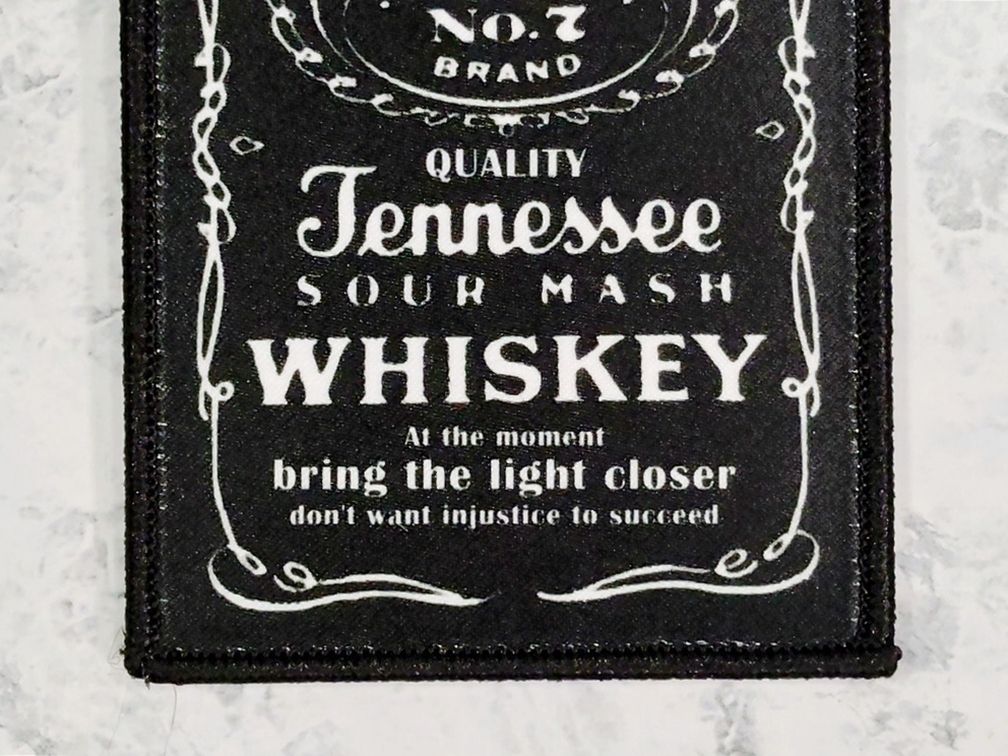 No. 7
BRAND
QUALITY
Tennessee
SOUR MASH
WHISKEY
At the moment
bring the light closer
don't want injustice to succeed